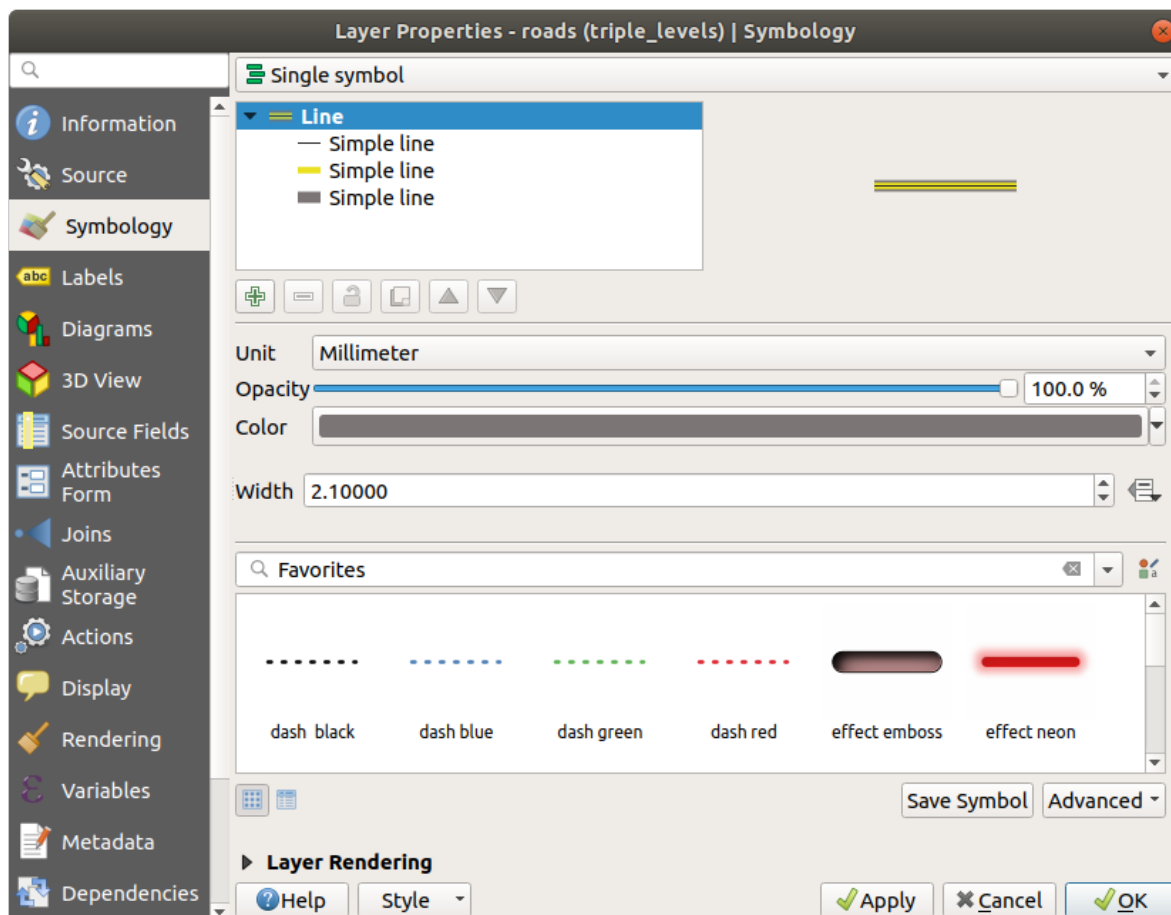 Layer Properties - roads (triple_levels) | Symbology
Single symbol
Information
Source
Symbology
abc Labels
Diagrams
3D View
Source Fields
Attributes
Form
Joins
Auxiliary
Storage
Actions
Display
Rendering
Variables
Metadata
Dependencies
Line
Simple line
Simple line
Simple line
Unit Millimeter
Opacity 100.0 %
Color
Width 2.10000
Favorites
dash  black dash blue dash green dash red effect emboss effect neon
Save Symbol Advanced
Layer Rendering
Help Style Apply Cancel OK